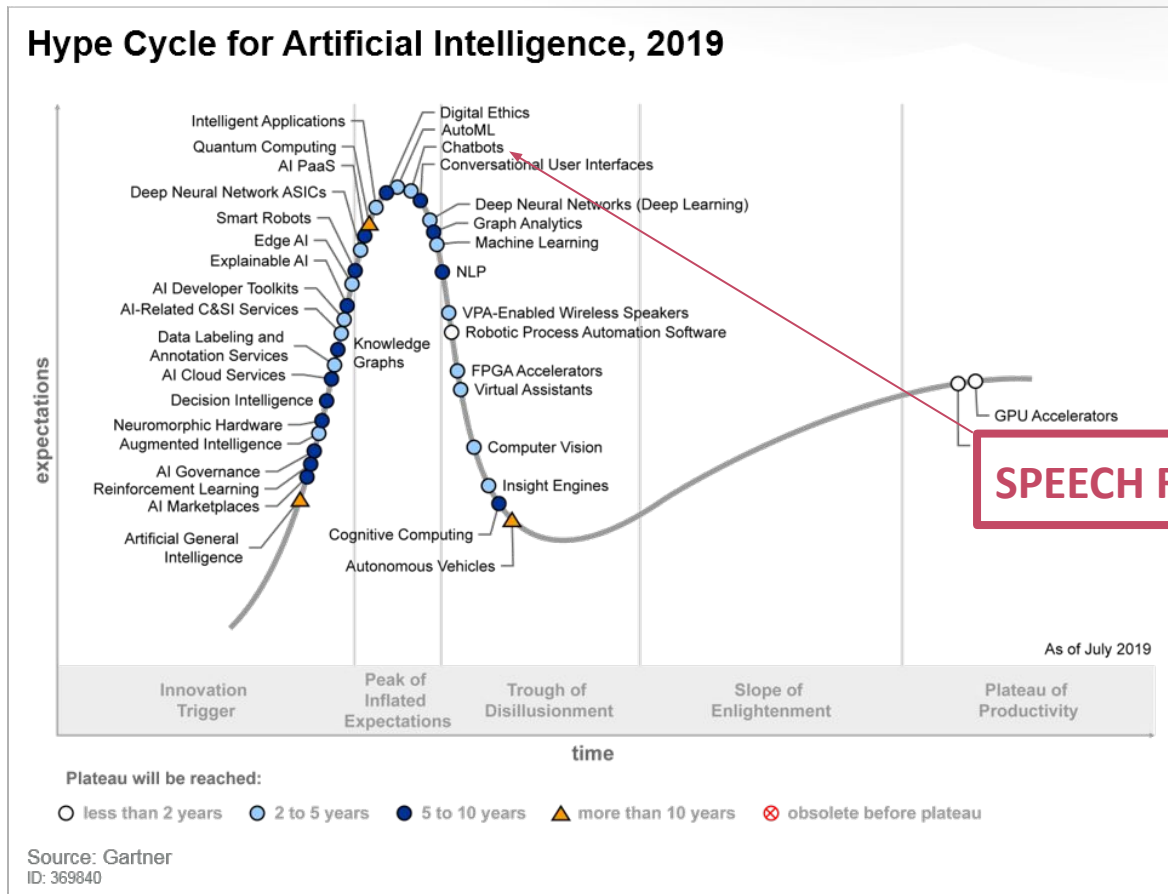 Hype Cycle for Artificial Intelligence, 2019
Intelligent Applications
Quantum Computing
AI PaaS
Deep Neural Network ASICs
Smart Robots
Edge AI
Explainable AI
AI Developer Toolkits
AI-Related C&SI Services
Data Labeling and
Annotation Services
AI Cloud Services
Decision Intelligence
Neuromorphic Hardware
Augmented Intelligence
AI Governance
Reinforcement Learning
AI Marketplaces
Artificial General
Intelligence
Knowledge
Graphs
Digital Ethics
AutoML
Chatbots
Conversational User Interfaces
Deep Neural Networks (Deep Learning)
Graph Analytics
Machine Learning
NLP
VPA-Enabled Wireless Speakers
Robotic Process Automation Software
FPGA Accelerators
Virtual Assistants
Computer Vision
Insight Engines
Cognitive Computing
Autonomous Vehicles
GPU Accelerators
SPEECH
expectations
As of July 2019
Innovation
Trigger
Peak of
Inflated
Expectations
Trough of
Disillusionment
Slope of
Enlightenment
Plateau of
Productivity
time
Plateau will be reached:
less than 2 years
2 to 5 years
5 to 10 years
more than 10 years
obsolete before plateau
Source: Gartner
ID: 369840